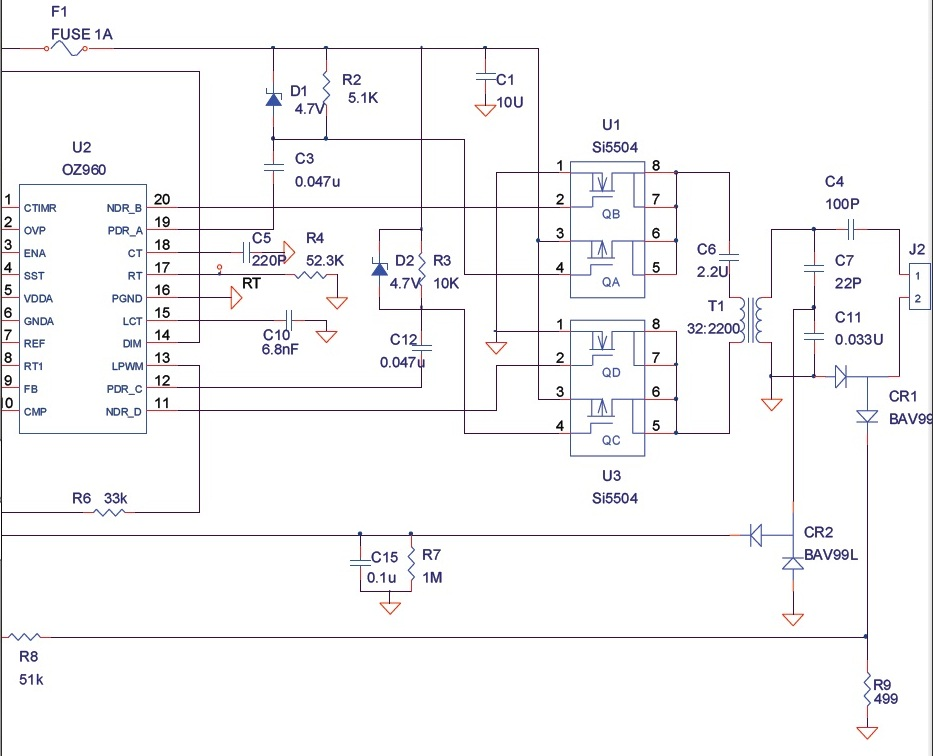 F1
FUSE 1A
D1
4.7V
R2
5.1K
C1
10U
U2
OZ960
C3
0.047u
U1
Si5504
1 CTIMR NDR_B 20
2 OVP PDR_A 19
3 ENA CT 18
4 SST RT 17
5 VDDA PGND 16
6 GNDA LCT 15
7 REF DIM 14
8 RT1 LPWM 13
9 FB PDR_C 12
10 CMP NDR_D 11
C5
220P
R4
52.3K
RT
C10
6.8nF
D2
4.7V
R3
10K
C12
0.047u
1 8
2 QB 7
3 6
4 QA 5
1 8
2 QD 7
3 6
4 QC 5
U3
Si5504
C6
2.2U
T1
32:2200
C4
100P
C7
22P
C11
0.033U
J2
1
2
CR1
BAV99
R6 33k
C15
0.1u
R7
1M
CR2
BAV99L
R8
51k
R9
499